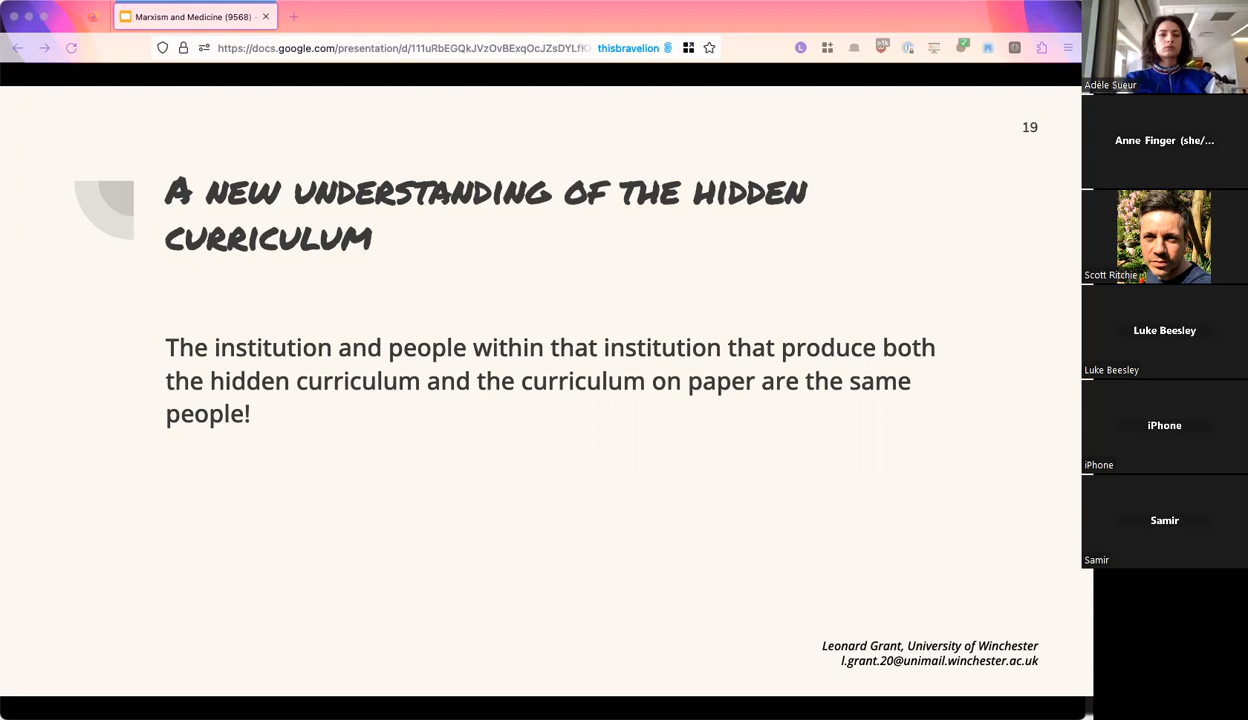 Marxism and Medicine (9568) -
https://docs.google.com/presentation/d/111uRbEGQkJVzOvBExqOcJZsDYLfK
thisbravelion
19
A NEW UNDERSTANDING OF THE HIDDEN
CURRICULUM
The institution and people within that institution that produce both
the hidden curriculum and the curriculum on paper are the same
people!
Leonard Grant, University of Winchester
l.grant.20@unimail.winchester.ac.uk
Adèle Sueur
Anne Finger (she/...
Scott Ritchie
Luke Beesley
Luke Beesley
iPhone
iPhone
Samir
Samir